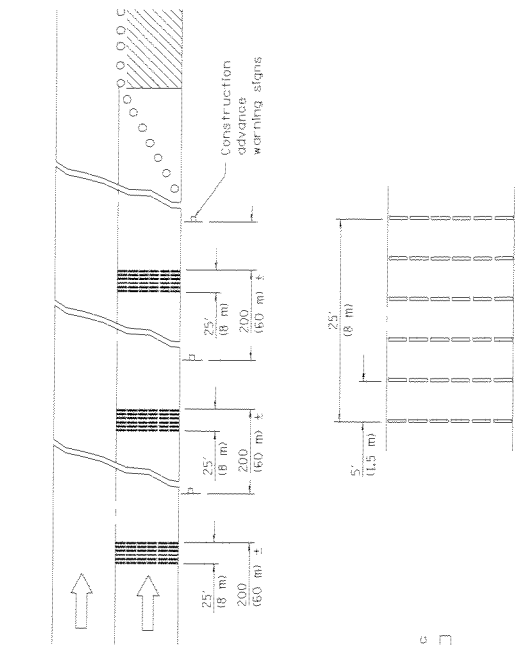 Construction
advance
warning signs
25'
(8 m)
200
(60 m) ±
25'
(8 m)
200
(60 m) ±
25'
(8 m)
200
(60 m) ±
25'
(8 m)
5'
(1.5 m)